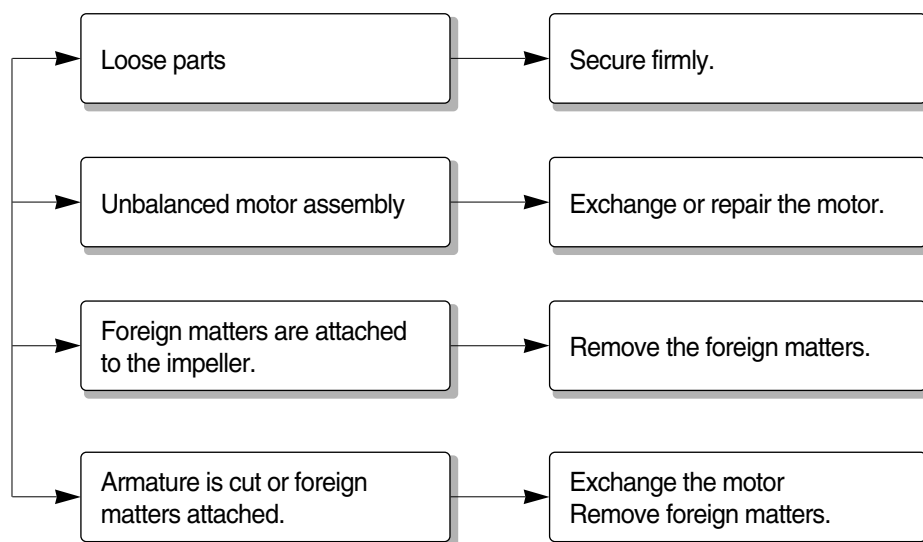 Loose parts
Secure firmly.
Unbalanced motor assembly
Exchange or repair the motor.
Foreign matters are attached
to the impeller.
Remove the foreign matters.
Armature is cut or foreign
matters attached.
Exchange the motor
Remove foreign matters.